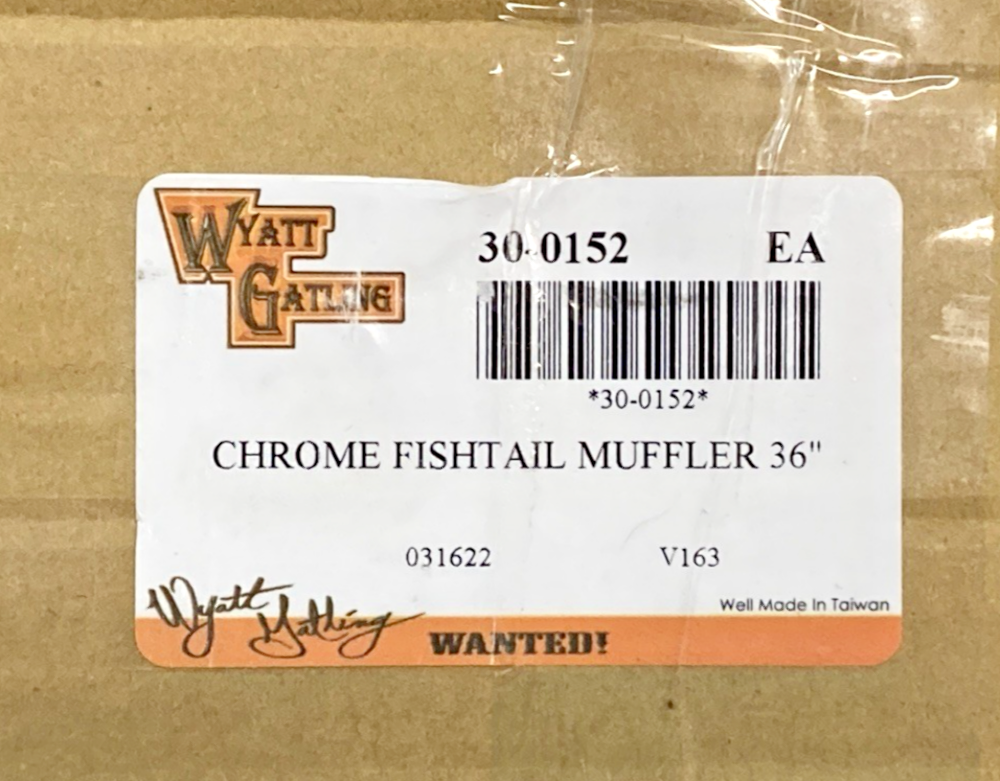 WYATT
GATLING
30-0152 EA
*30-0152*
CHROME FISHTAIL MUFFLER 36"
031622 V163
Well Made In Taiwan
Wyatt Gatling
WANTED!